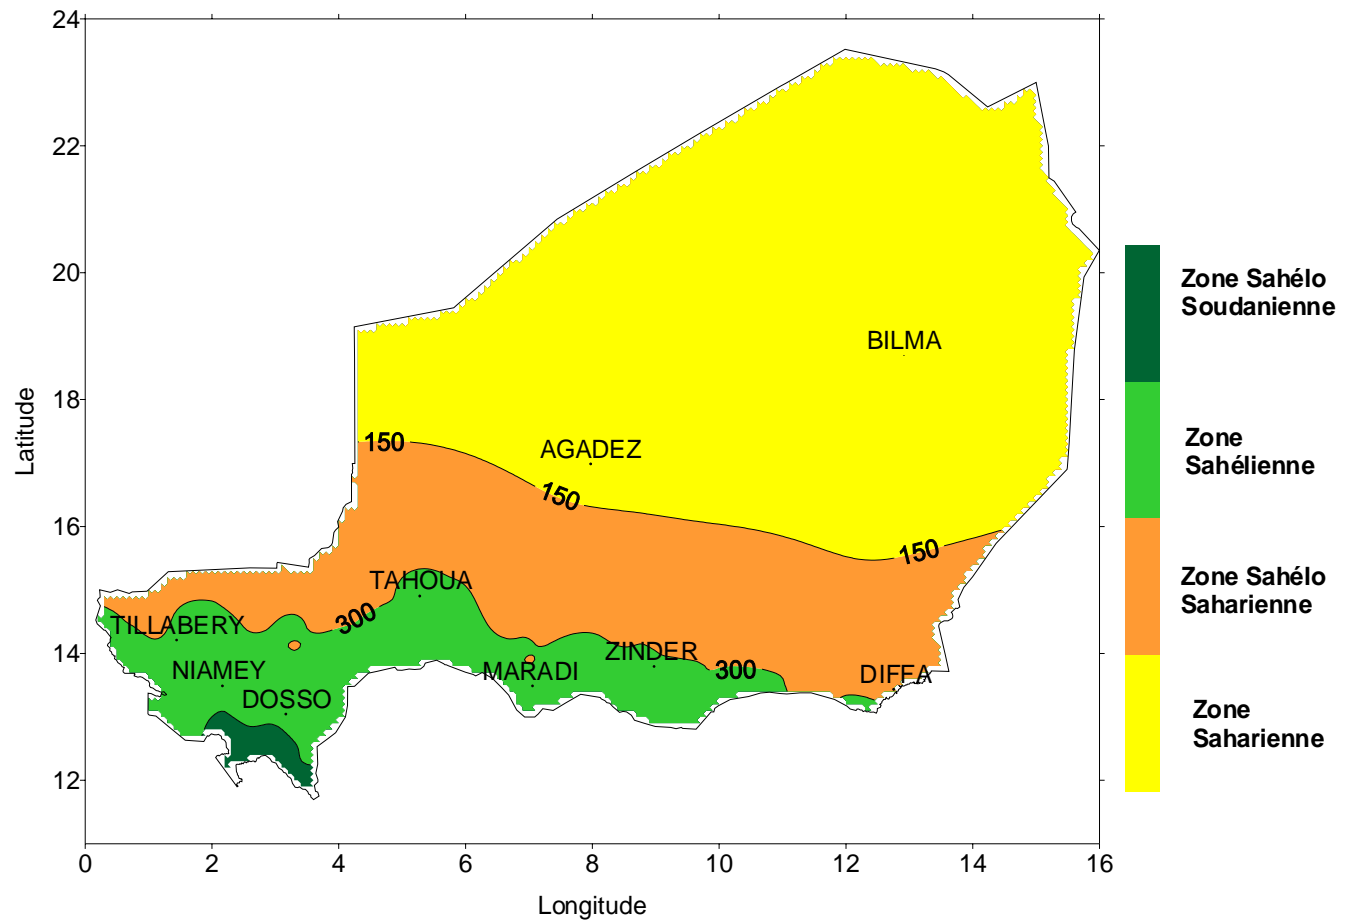 24
22
20
18
16
14
12
Latitude
0
2
4
6
8
10
12
14
16
Longitude
BILMA
AGADEZ
150
150
150
TAHOUA
300
TILLABERY
ZINDER
NIAMEY
MARADI
300
DIFFA
DOSSO
Zone Sahélo
Soudanienne
Zone
Sahélienne
Zone Sahélo
Saharienne
Zone
Saharienne